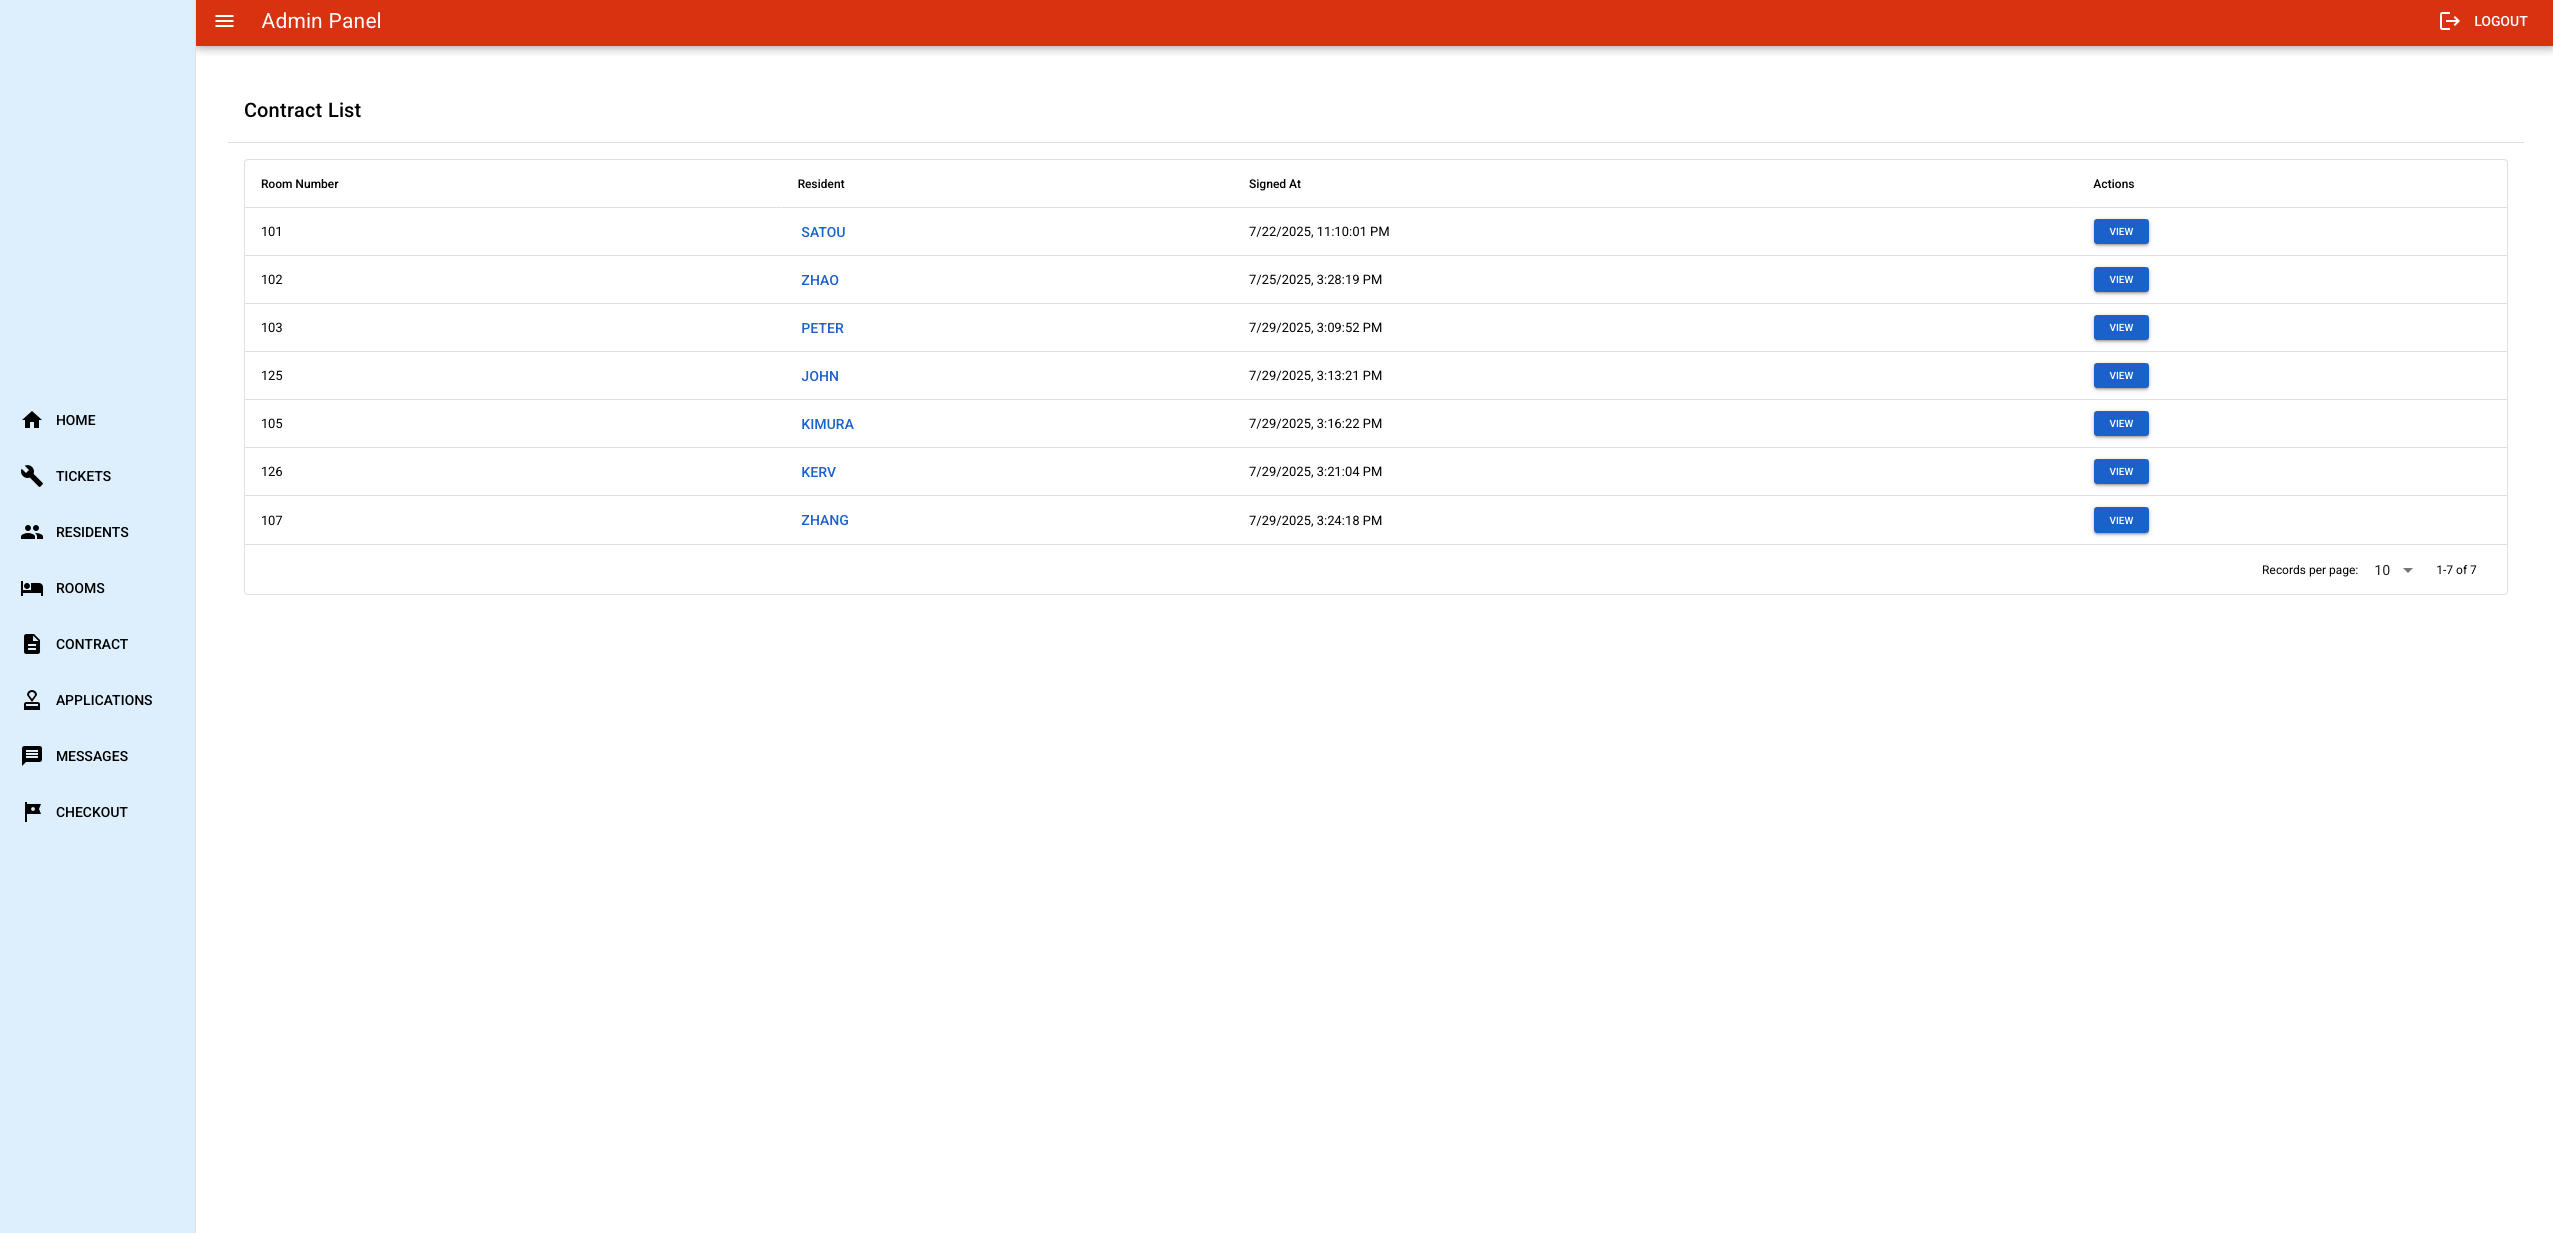 Admin Panel
LOGOUT
HOME
TICKETS
RESIDENTS
ROOMS
CONTRACT
APPLICATIONS
MESSAGES
CHECKOUT
Contract List
Room Number Resident Signed At Actions
101 SATOU 7/22/2025, 11:10:01 PM VIEW
102 ZHAO 7/25/2025, 3:28:19 PM VIEW
103 PETER 7/29/2025, 3:09:52 PM VIEW
125 JOHN 7/29/2025, 3:13:21 PM VIEW
105 KIMURA 7/29/2025, 3:16:22 PM VIEW
126 KERV 7/29/2025, 3:21:04 PM VIEW
107 ZHANG 7/29/2025, 3:24:18 PM VIEW
Records per page: 10 1-7 of 7